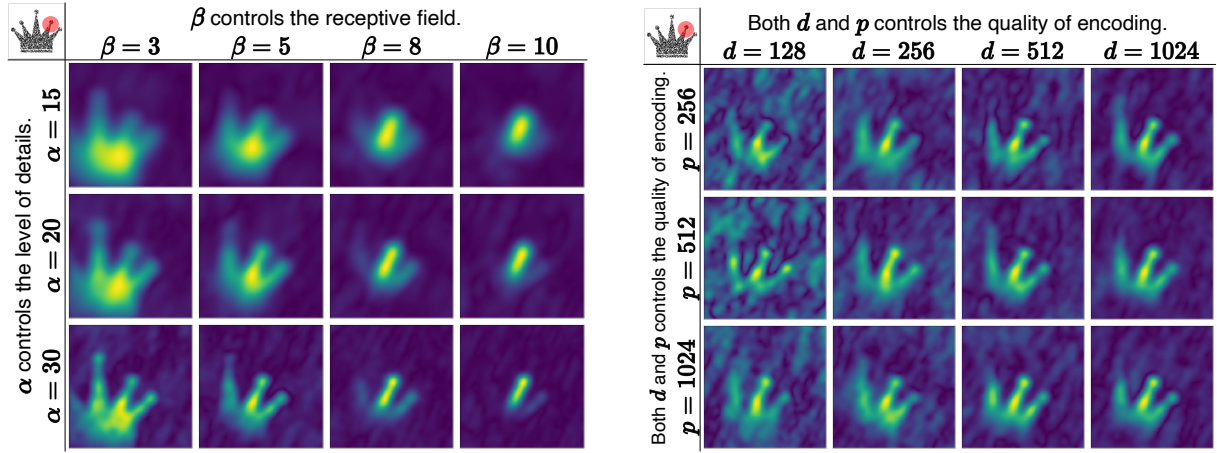 β controls the receptive field.
β = 3 β = 5 β = 8 β = 10
α controls the level of details.
α = 15
α = 20
α = 30
Both d and p controls the quality of encoding.
d = 128 d = 256 d = 512 d = 1024
Both d and p controls the quality of encoding.
p = 256
p = 512
p = 1024